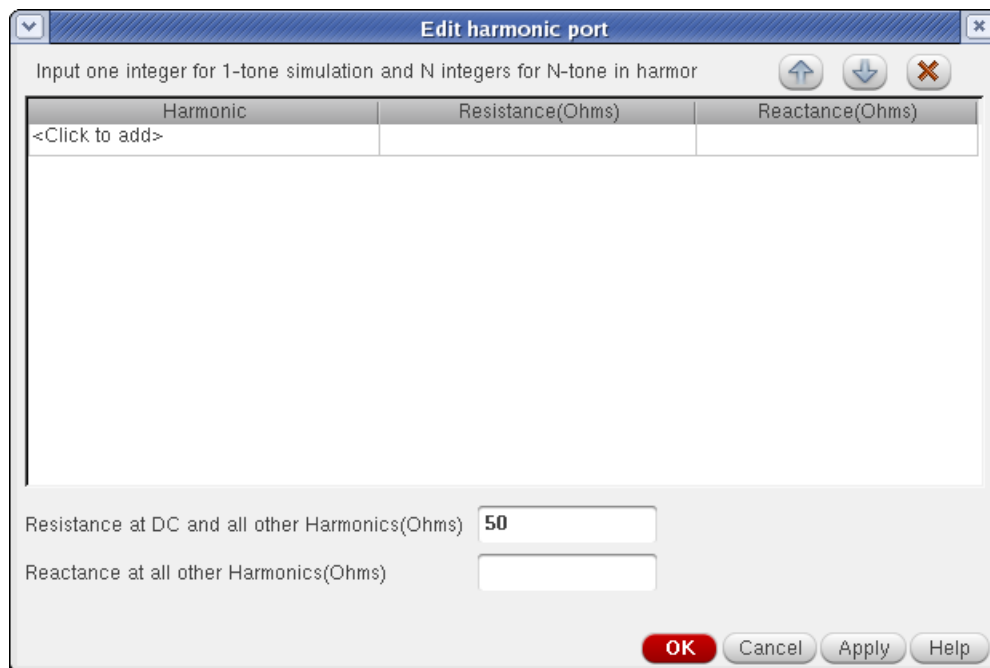 Edit harmonic port
Input one integer for 1-tone simulation and N integers for N-tone in harmor
Harmonic Resistance(Ohms) Reactance(Ohms)
<Click to add>
Resistance at DC and all other Harmonics(Ohms) 50
Reactance at all other Harmonics(Ohms)
OK Cancel Apply Help